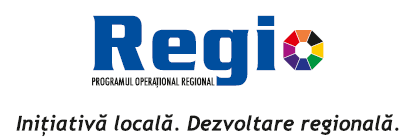 Regio
PROGRAMUL OPERAȚIONAL REGIONAL
Inițiativă locală. Dezvoltare regională.